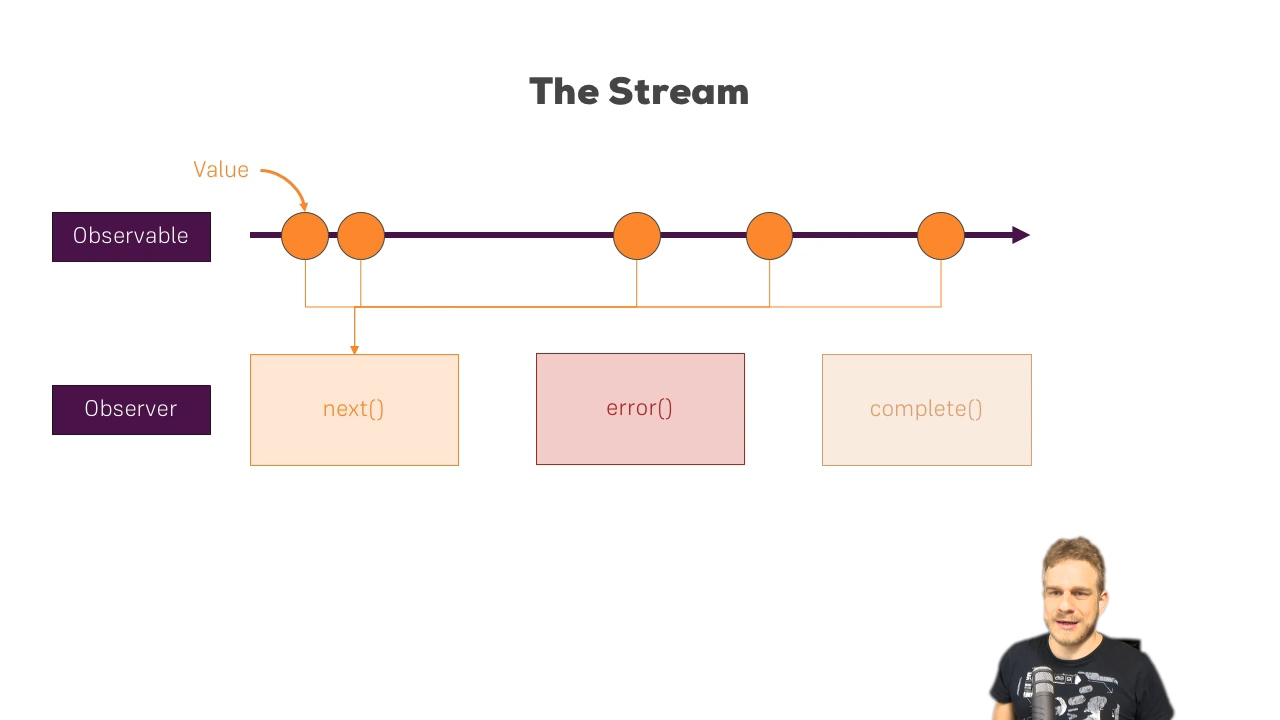 The Stream
Value
Observable
Observer
next()
error()
complete()